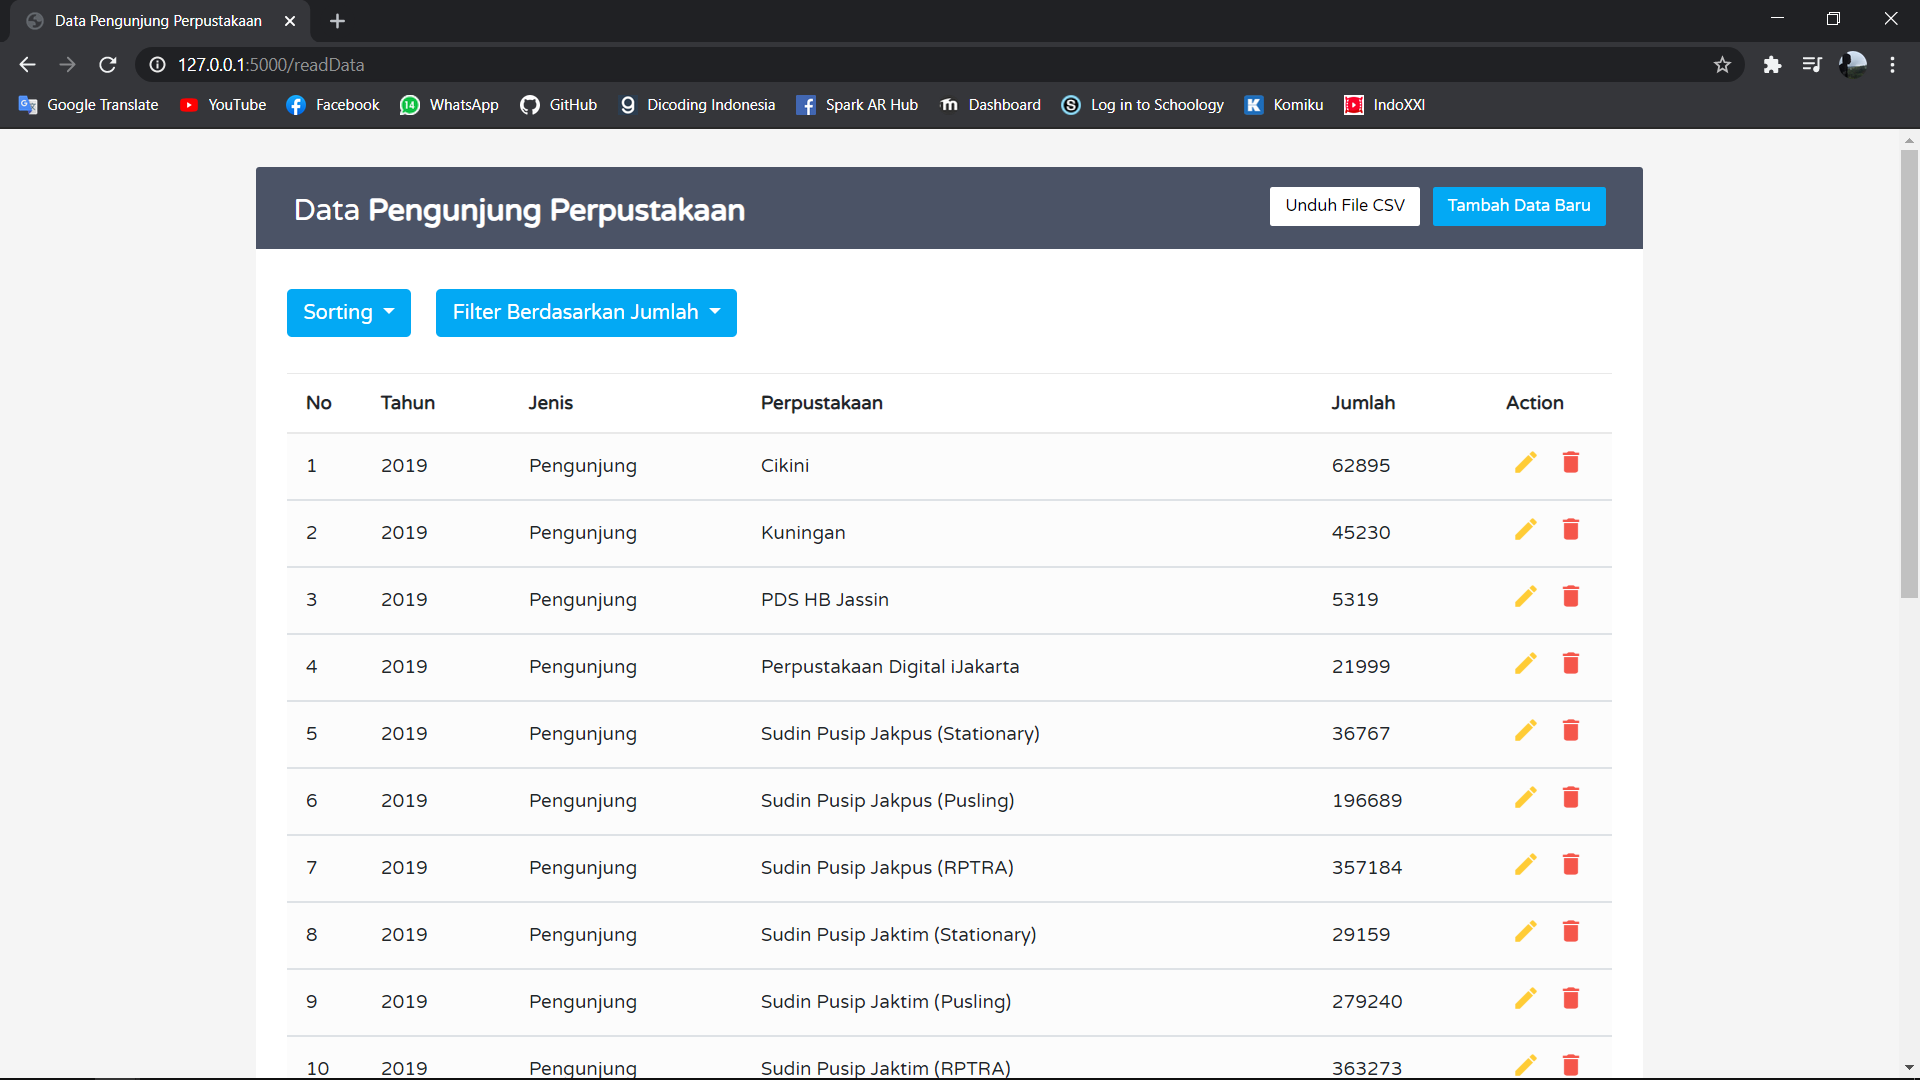 Data Pengunjung Perpustakaan
127.0.0.1:5000/readData
Google Translate YouTube Facebook 14 WhatsApp GitHub Dicoding Indonesia Spark AR Hub Dashboard Log in to Schoology Komiku IndoXXI
Data Pengunjung Perpustakaan Unduh File CSV Tambah Data Baru
Sorting Filter Berdasarkan Jumlah
No Tahun Jenis Perpustakaan Jumlah Action
1 2019 Pengunjung Cikini 62895
2 2019 Pengunjung Kuningan 45230
3 2019 Pengunjung PDS HB Jassin 5319
4 2019 Pengunjung Perpustakaan Digital iJakarta 21999
5 2019 Pengunjung Sudin Pusip Jakpus (Stationary) 36767
6 2019 Pengunjung Sudin Pusip Jakpus (Pusling) 196689
7 2019 Pengunjung Sudin Pusip Jakpus (RPTRA) 357184
8 2019 Pengunjung Sudin Pusip Jaktim (Stationary) 29159
9 2019 Pengunjung Sudin Pusip Jaktim (Pusling) 279240
10 2019 Pengunjung Sudin Pusip Jaktim (RPTRA) 363273